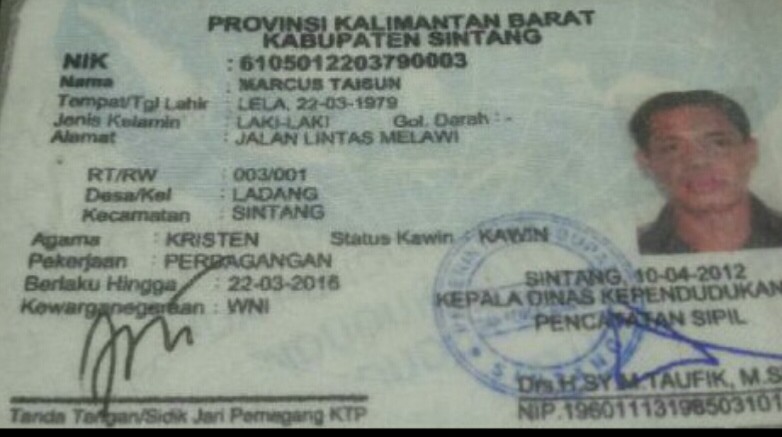 PROVINSI KALIMANTAN BARAT
KABUPATEN SINTANG
NIK : 6105012203790003
Nama : MARCUS TAISUN
Tempat/Tgl Lahir : LELA, 22-03-1979
Jenis Kelamin : LAKI-LAKI Gol. Darah : -
Alamat : JALAN LINTAS MELAWI
RT/RW : 003/001
Desa/Kel : LADANG
Kecamatan : SINTANG
Agama : KRISTEN Status Kawin : KAWIN
Pekerjaan : PERDAGANGAN
Berlaku Hingga : 22-03-2016
Kewarganegaraan : WNI
SINTANG, 10-04-2012
KEPALA DINAS KEPENDUDUKAN
PENCATATAN SIPIL
Drs.H.SY.M.TAUFIK, M.S
NIP.19601113198503101
Tanda Tangan/Sidik Jari Pemegang KTP